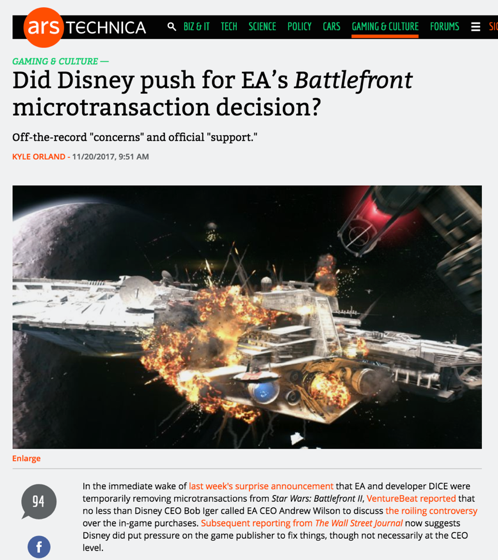 ars TECHNICA
BIZ & IT TECH SCIENCE POLICY CARS GAMING & CULTURE FORUMS
GAMING & CULTURE —
Did Disney push for EA's Battlefront
microtransaction decision?
Off-the-record "concerns" and official "support."
KYLE ORLAND - 11/20/2017, 9:51 AM
Enlarge
94
In the immediate wake of last week's surprise announcement that EA and developer DICE were
temporarily removing microtransactions from Star Wars: Battlefront II, VentureBeat reported that
no less than Disney CEO Bob Iger called EA CEO Andrew Wilson to discuss the roiling controversy
over the in-game purchases. Subsequent reporting from The Wall Street Journal now suggests
Disney did put pressure on the game publisher to fix things, though not necessarily at the CEO
level.
f